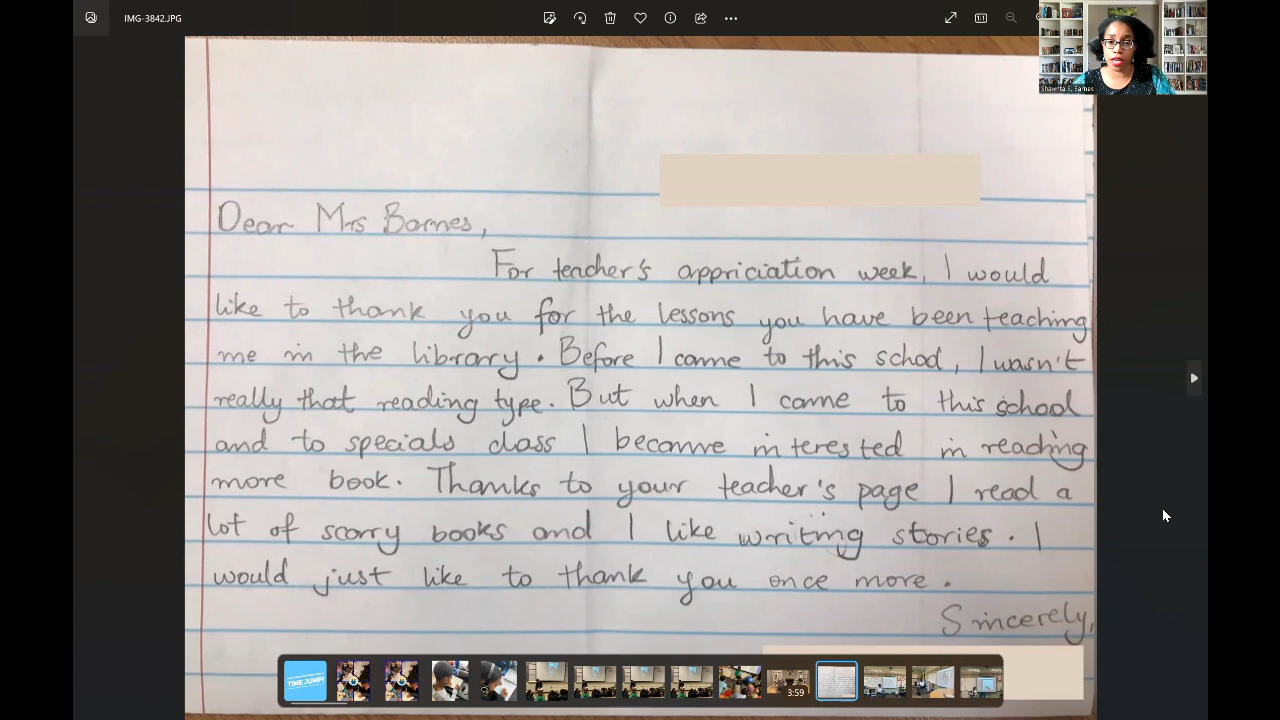 IMG-3842.JPG
Shawnta S. Barnes
Dear Mrs Barnes,
For teacher's appriciation week, I would
like to thank you for the lessons you have been teaching
me in the library. Before I came to this school, I wasn't
really that reading type. But when I came to this school
and to specials class I became interested in reading
more book. Thanks to your teacher's page I read a
lot of scarry books and I like writing stories. I
would just like to thank you once more.
Sincerely,
TIME JUMP!
3:59